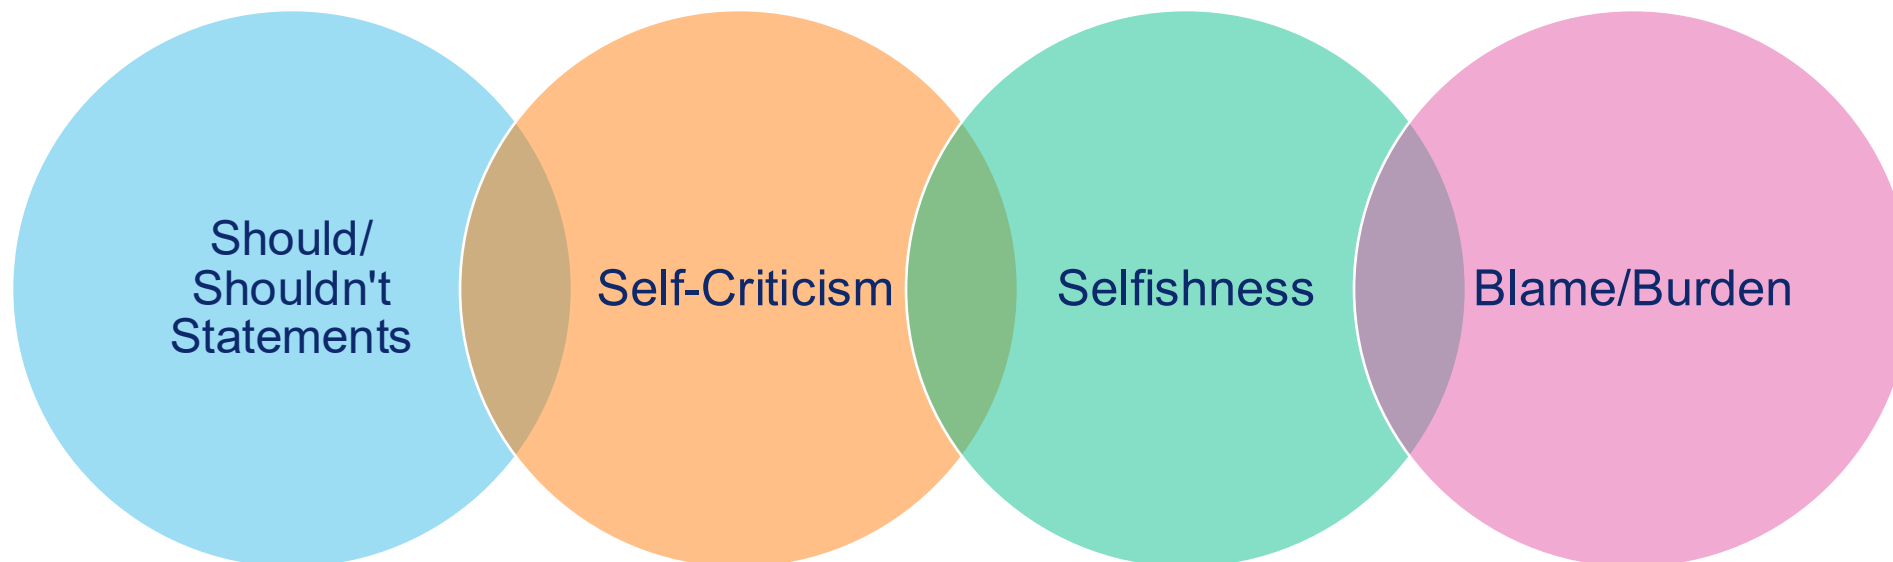 Should/
Shouldn't
Statements
Self-Criticism
Selfishness
Blame/Burden